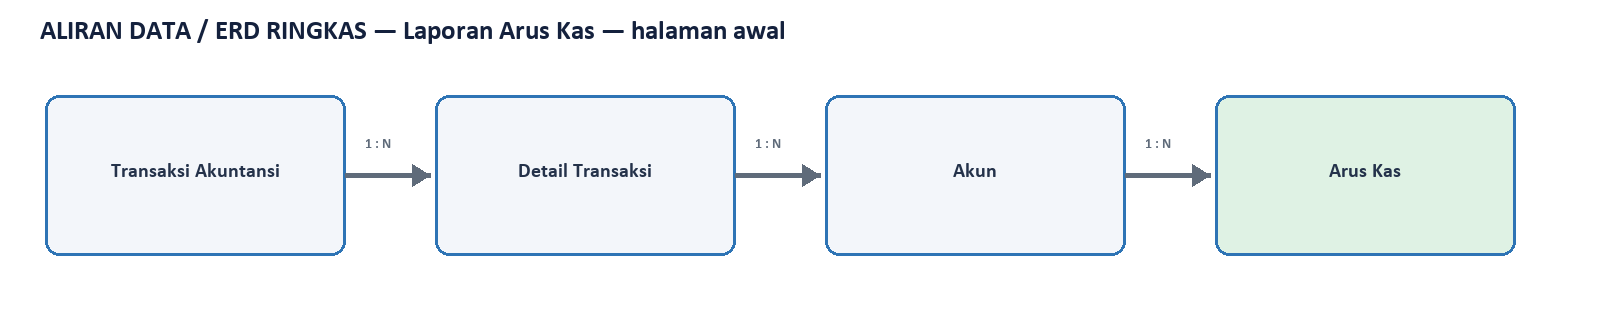 ALIRAN DATA / ERD RINGKAS — Laporan Arus Kas — halaman awal
Transaksi Akuntansi
1 : N
Detail Transaksi
1 : N
Akun
1 : N
Arus Kas